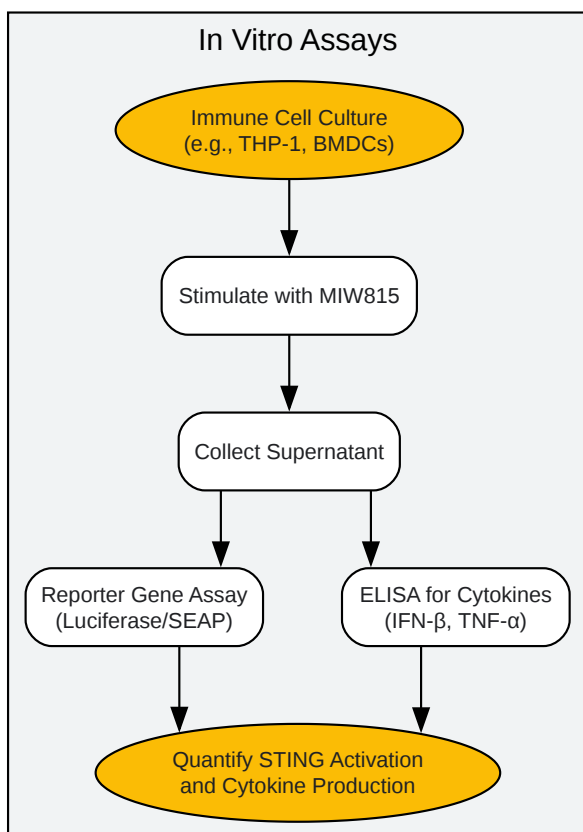 In Vitro Assays
Immune Cell Culture
(e.g., THP-1, BMDCs)
Stimulate with MIW815
Collect Supernatant
Reporter Gene Assay
(Luciferase/SEAP)
ELISA for Cytokines
(IFN-β, TNF-α)
Quantify STING Activation
and Cytokine Production